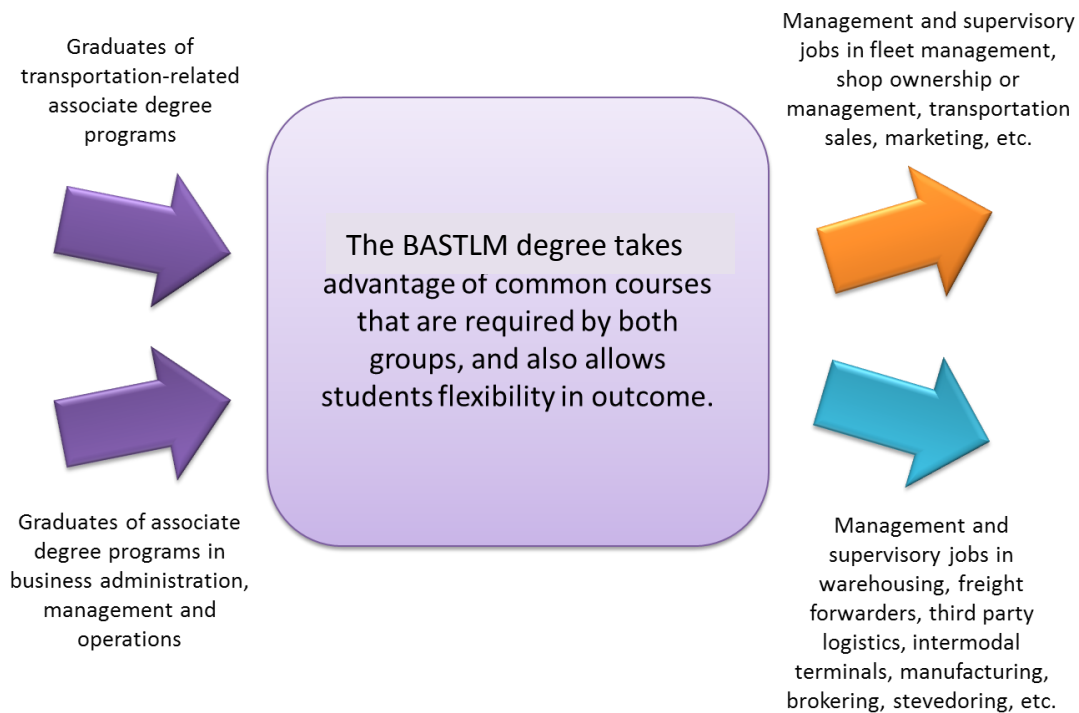 Graduates of
transportation-related
associate degree
programs
Graduates of associate
degree programs in
business administration,
management and
operations
The BASTLM degree takes
advantage of common courses
that are required by both
groups, and also allows
students flexibility in outcome.
Management and supervisory
jobs in fleet management,
shop ownership or
management, transportation
sales, marketing, etc.
Management and
supervisory jobs in
warehousing, freight
forwarders, third party
logistics, intermodal
terminals, manufacturing,
brokering, stevedoring, etc.